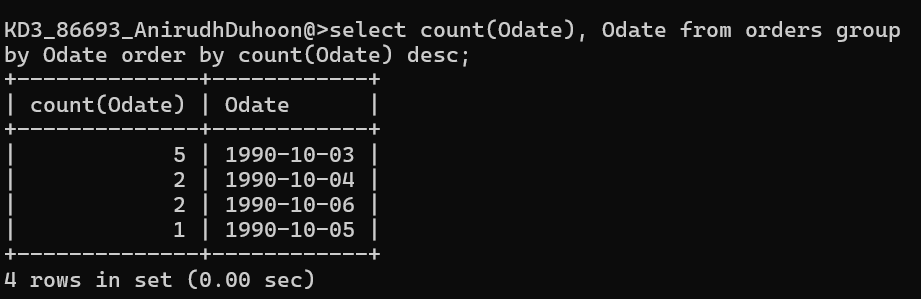 KD3_86693_AnirudhDuhoon@>select count(Odate), Odate from orders group
by Odate order by count(Odate) desc;
+--------------+------------+
| count(Odate) | Odate      |
+--------------+------------+
|            5 | 1990-10-03 |
|            2 | 1990-10-04 |
|            2 | 1990-10-06 |
|            1 | 1990-10-05 |
+--------------+------------+
4 rows in set (0.00 sec)